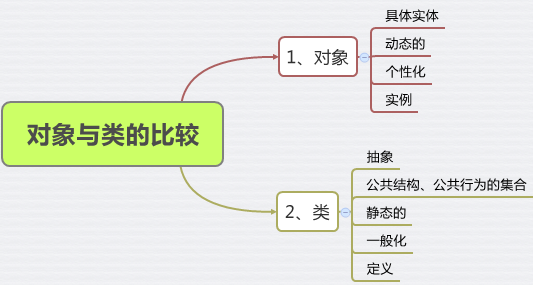 对象与类的比较
1、对象
具体实体
动态的
个性化
实例
2、类
抽象
公共结构、公共行为的集合
静态的
一般化
定义